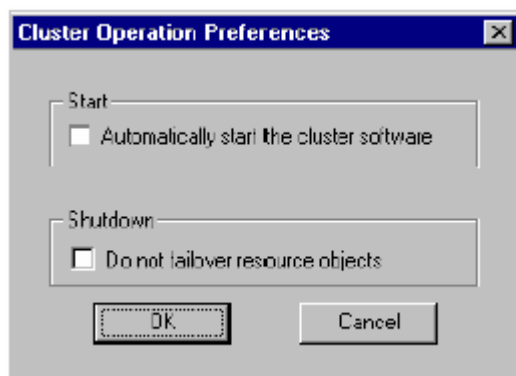 Cluster Operation Preferences
Start
Automatically start the cluster software
Shutdown
Do not failover resource objects
OK
Cancel